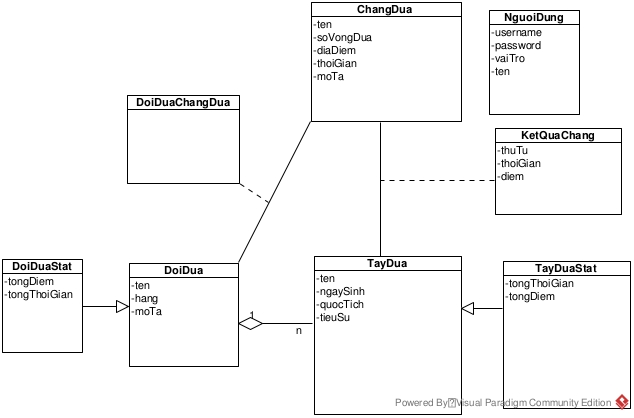 ChangDua
-ten
-soVongDua
-diaDiem
-thoiGian
-moTa
NguoiDung
-username
-password
-vaiTro
-ten
DoiDuaChangDua
KetQuaChang
-thuTu
-thoiGian
-diem
DoiDuaStat
-tongDiem
-tongThoiGian
DoiDua
-ten
-hang
-moTa
1
n
TayDua
-ten
-ngaySinh
-quocTich
-tieuSu
TayDuaStat
-tongThoiGian
-tongDiem
Powered By Visual Paradigm Community Edition